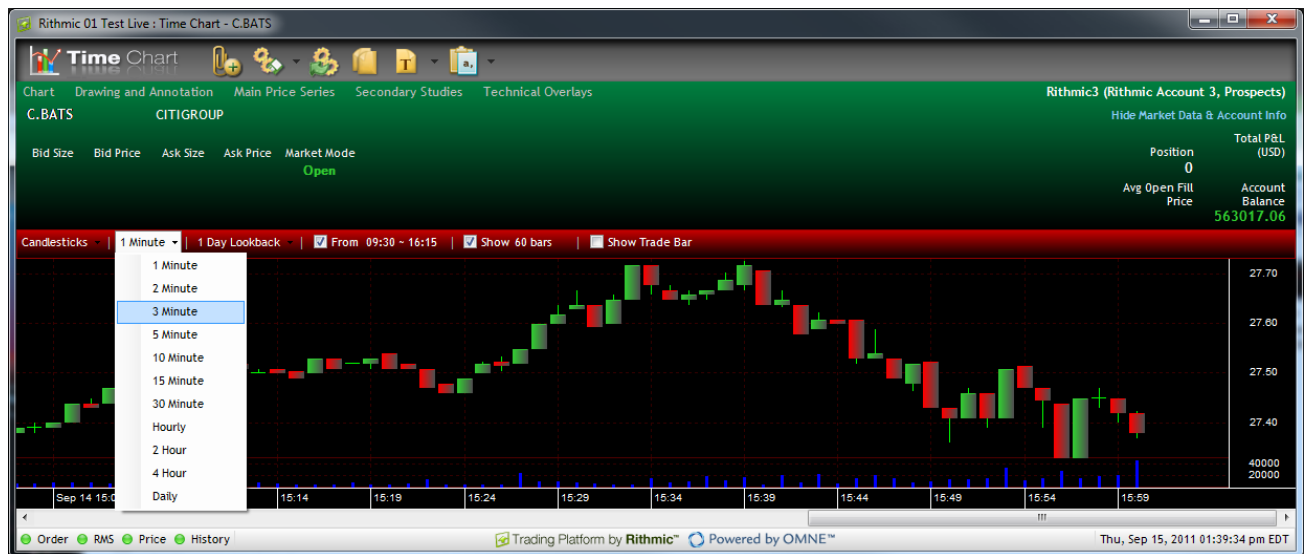 Rithmic 01 Test Live : Time Chart - C.BATS
Time Chart
Chart Drawing and Annotation Main Price Series Secondary Studies Technical Overlays Rithmic3 (Rithmic Account 3, Prospects)
C.BATS CITIGROUP Hide Market Data & Account Info
Bid Size Bid Price Ask Size Ask Price Market Mode
Open
Position
0
Total P&L
(USD)
Avg Open Fill
Price
Account
Balance
563017.06
Candlesticks | 1 Minute | 1 Day Lookback | From 09:30 ~ 16:15 | Show 60 bars | Show Trade Bar
1 Minute
2 Minute
3 Minute
5 Minute
10 Minute
15 Minute
30 Minute
Hourly
2 Hour
4 Hour
Daily
27.70
27.60
27.50
27.40
40000
20000
Sep 14 15:0 15:14 15:19 15:24 15:29 15:34 15:39 15:44 15:49 15:54 15:59
Order RMS Price History Trading Platform by Rithmic™ Powered by OMNE™ Thu, Sep 15, 2011 01:39:34 pm EDT